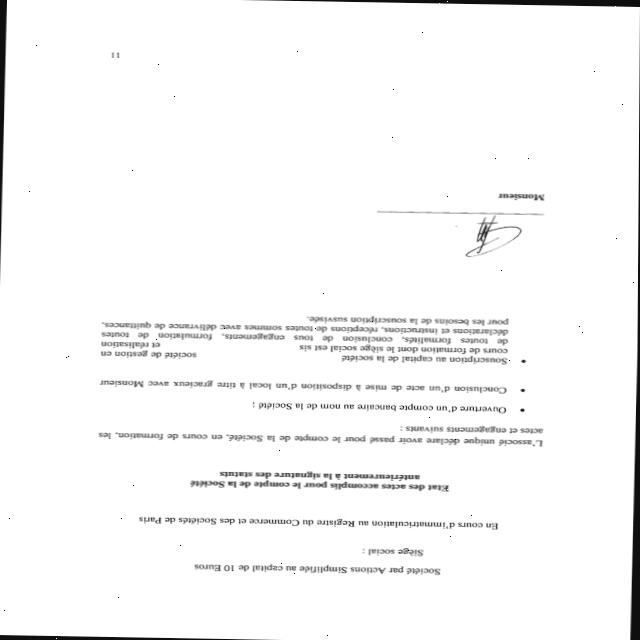 Société par Actions Simplifiée au capital de 10 Euros
Siège social :
En cours d'immatriculation au Registre du Commerce et des Sociétés de Paris
Etat des actes accomplis pour le compte de la Société
antérieurement à la signature des statuts
L'associé unique déclare avoir passé pour le compte de la Société, en cours de formation, les
actes et engagements suivants :
• Ouverture d'un compte bancaire au nom de la Société ;
• Conclusion d'un acte de mise à disposition d'un local à titre gracieux avec Monsieur
• Souscription au capital de la société société de gestion en
cours de formation dont le siège social est sis et réalisation
de toutes formalités, conclusion de tous engagements, formulation de toutes
déclarations et instructions, réceptions de toutes sommes avec délivrance de quittances,
pour les besoins de la souscription susvisée.
Monsieur
11